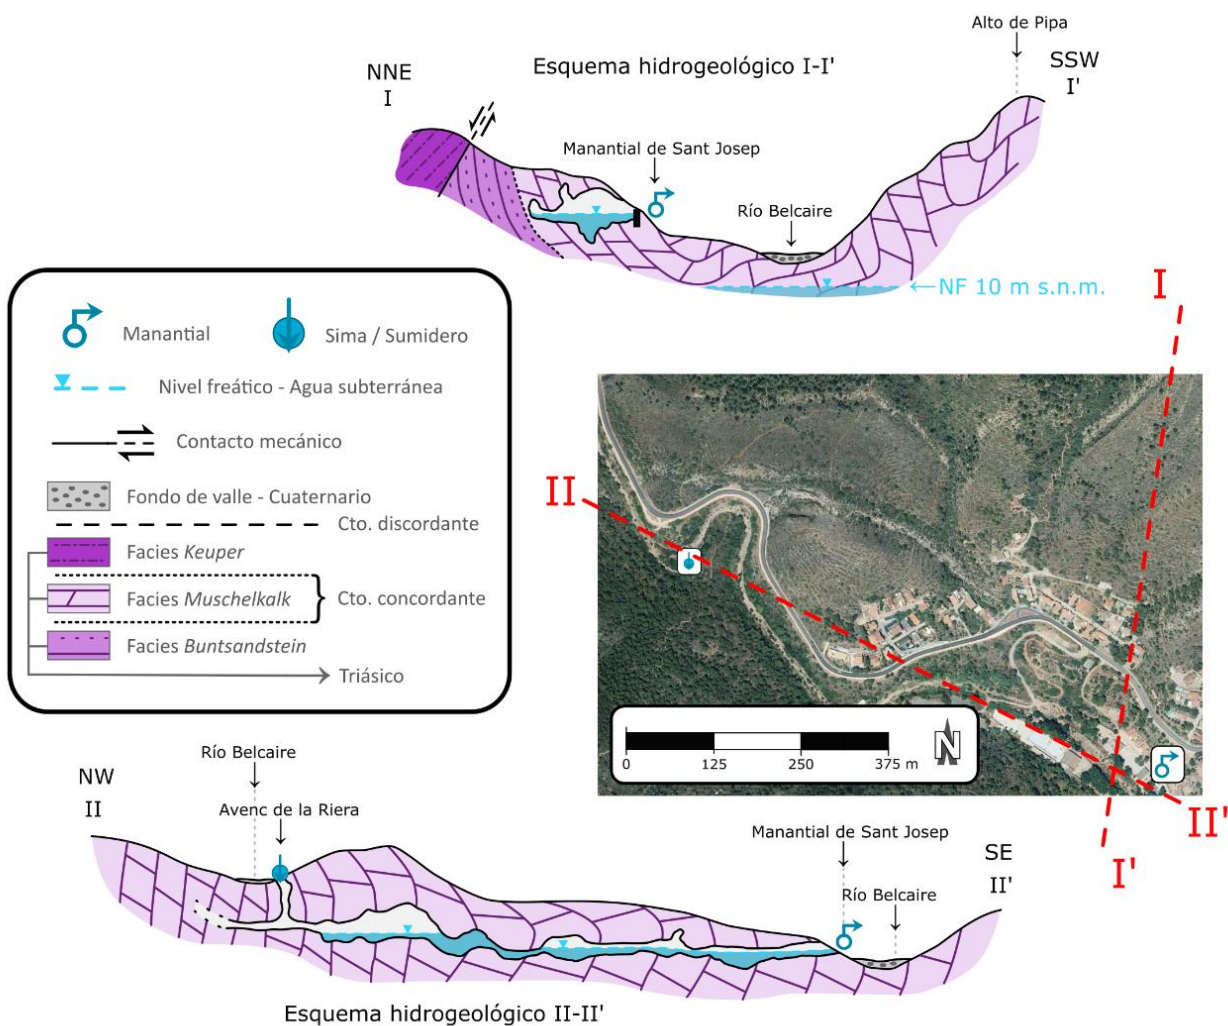 Alto de Pipa
Esquema hidrogeológico I-I'
NNE
I
SSW
I'
Manantial de Sant Josep
Río Belcaire
NF 10 m s.n.m.
Manantial
Sima / Sumidero
Nivel freático - Agua subterránea
Contacto mecánico
Fondo de valle - Cuaternario
Cto. discordante
Facies Keuper
Facies Muschelkalk
Cto. concordante
Facies Buntsandstein
Triásico
I
II
N
0 125 250 375 m
II'
I'
Río Belcaire
NW
II
Avenc de la Riera
Manantial de Sant Josep
SE
II'
Río Belcaire
Esquema hidrogeológico II-II'